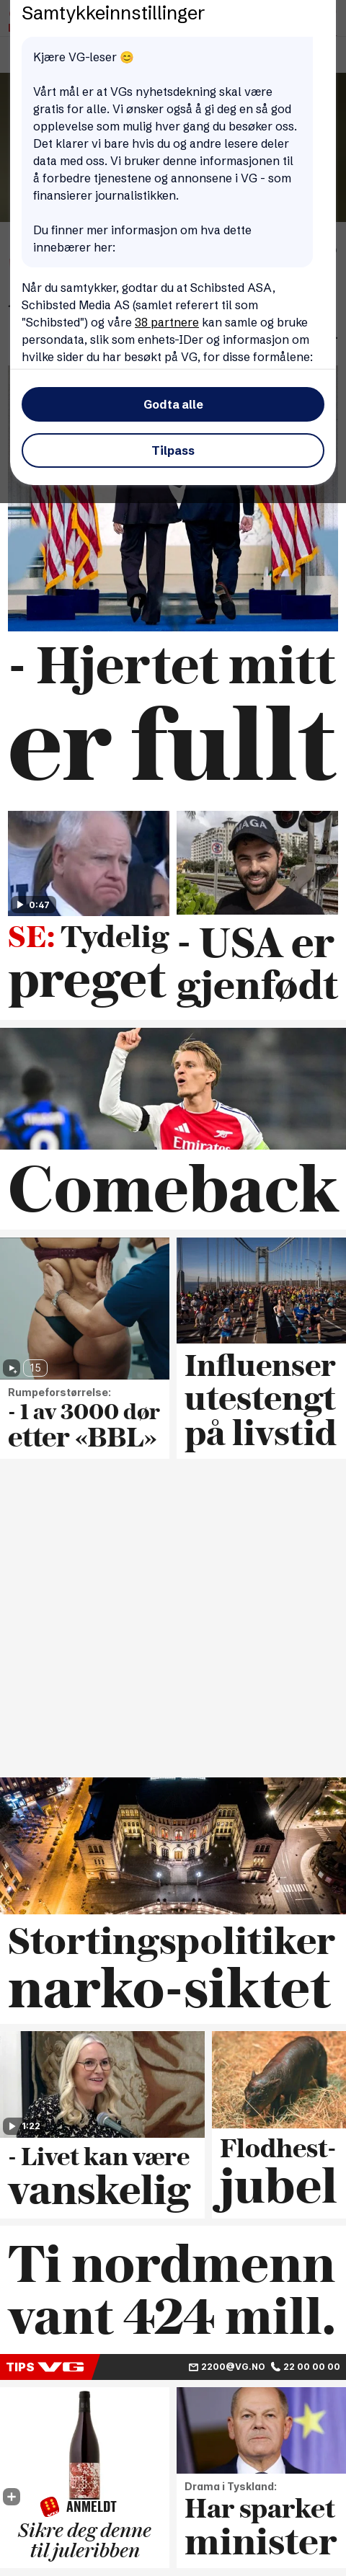 Samtykkeinnstillinger
Kjære VG-leser 😊
Vårt mål er at VGs nyhetsdekning skal være
gratis for alle. Vi ønsker også å gi deg en så god
opplevelse som mulig hver gang du besøker oss.
Det klarer vi bare hvis du og andre lesere deler
data med oss. Vi bruker denne informasjonen til
å forbedre tjenestene og annonsene i VG - som
finansierer journalistikken.
Du finner mer informasjon om hva dette
innebærer her:
Når du samtykker, godtar du at Schibsted ASA,
Schibsted Media AS (samlet referert til som
"Schibsted") og våre 38 partnere kan samle og bruke
persondata, slik som enhets-IDer og informasjon om
hvilke sider du har besøkt på VG, for disse formålene:
Godta alle
Tilpass
- Hjertet mitt
er fullt
0:47
MAGA
SE: Tydelig
preget
- USA er
gjenfødt
Emirates
Comeback
15
Rumpeforstørrelse:
- 1 av 3000 dør
etter «BBL»
Influenser
utestengt
på livstid
Stortingspolitiker
narko-siktet
1:22
- Livet kan være
vanskelig
Flodhest-
jubel
Ti nordmenn
vant 424 mill.
TIPS VG 2200@VG.NO 22 00 00 00
ANMELDT
Sikre deg denne
til juleribben
Drama i Tyskland:
Har sparket
minister